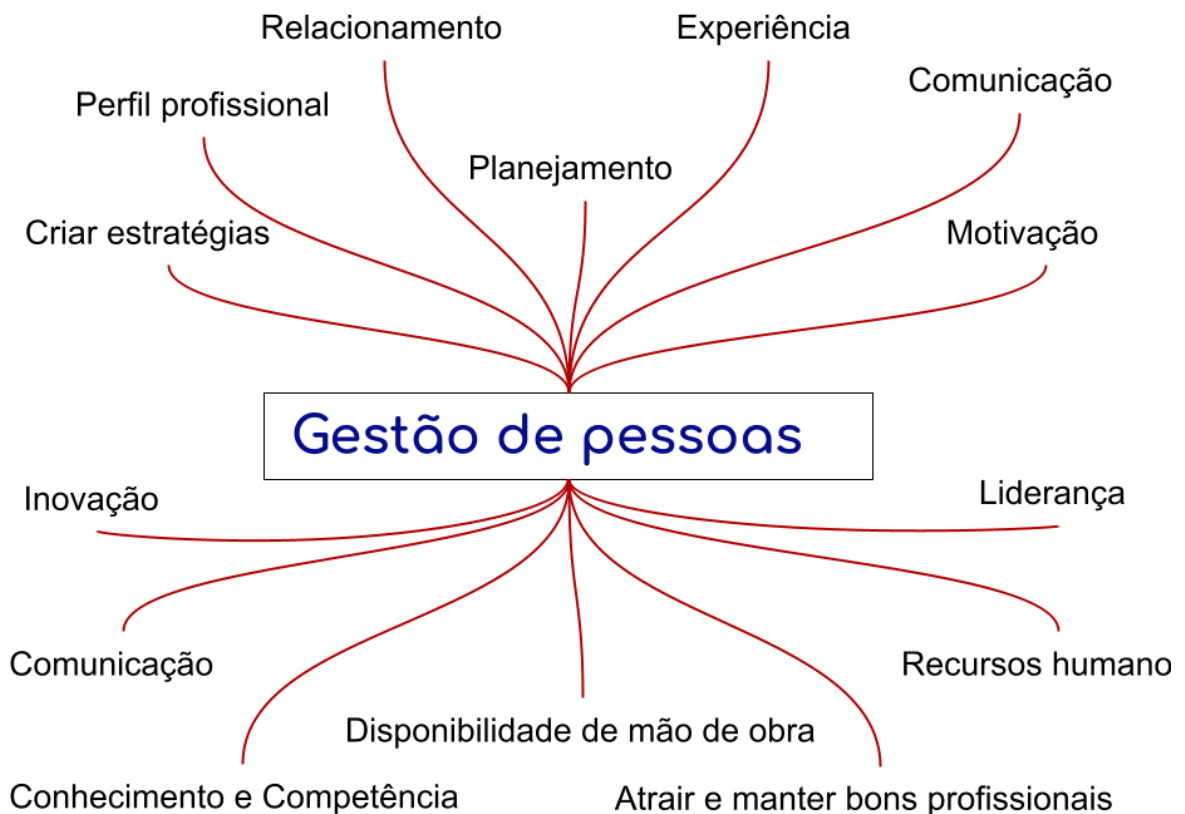 Relacionamento
Experiência
Comunicação
Perfil profissional
Planejamento
Criar estratégias
Motivação
Gestão de pessoas
Inovação
Liderança
Comunicação
Recursos humano
Disponibilidade de mão de obra
Conhecimento e Competência
Atrair e manter bons profissionais